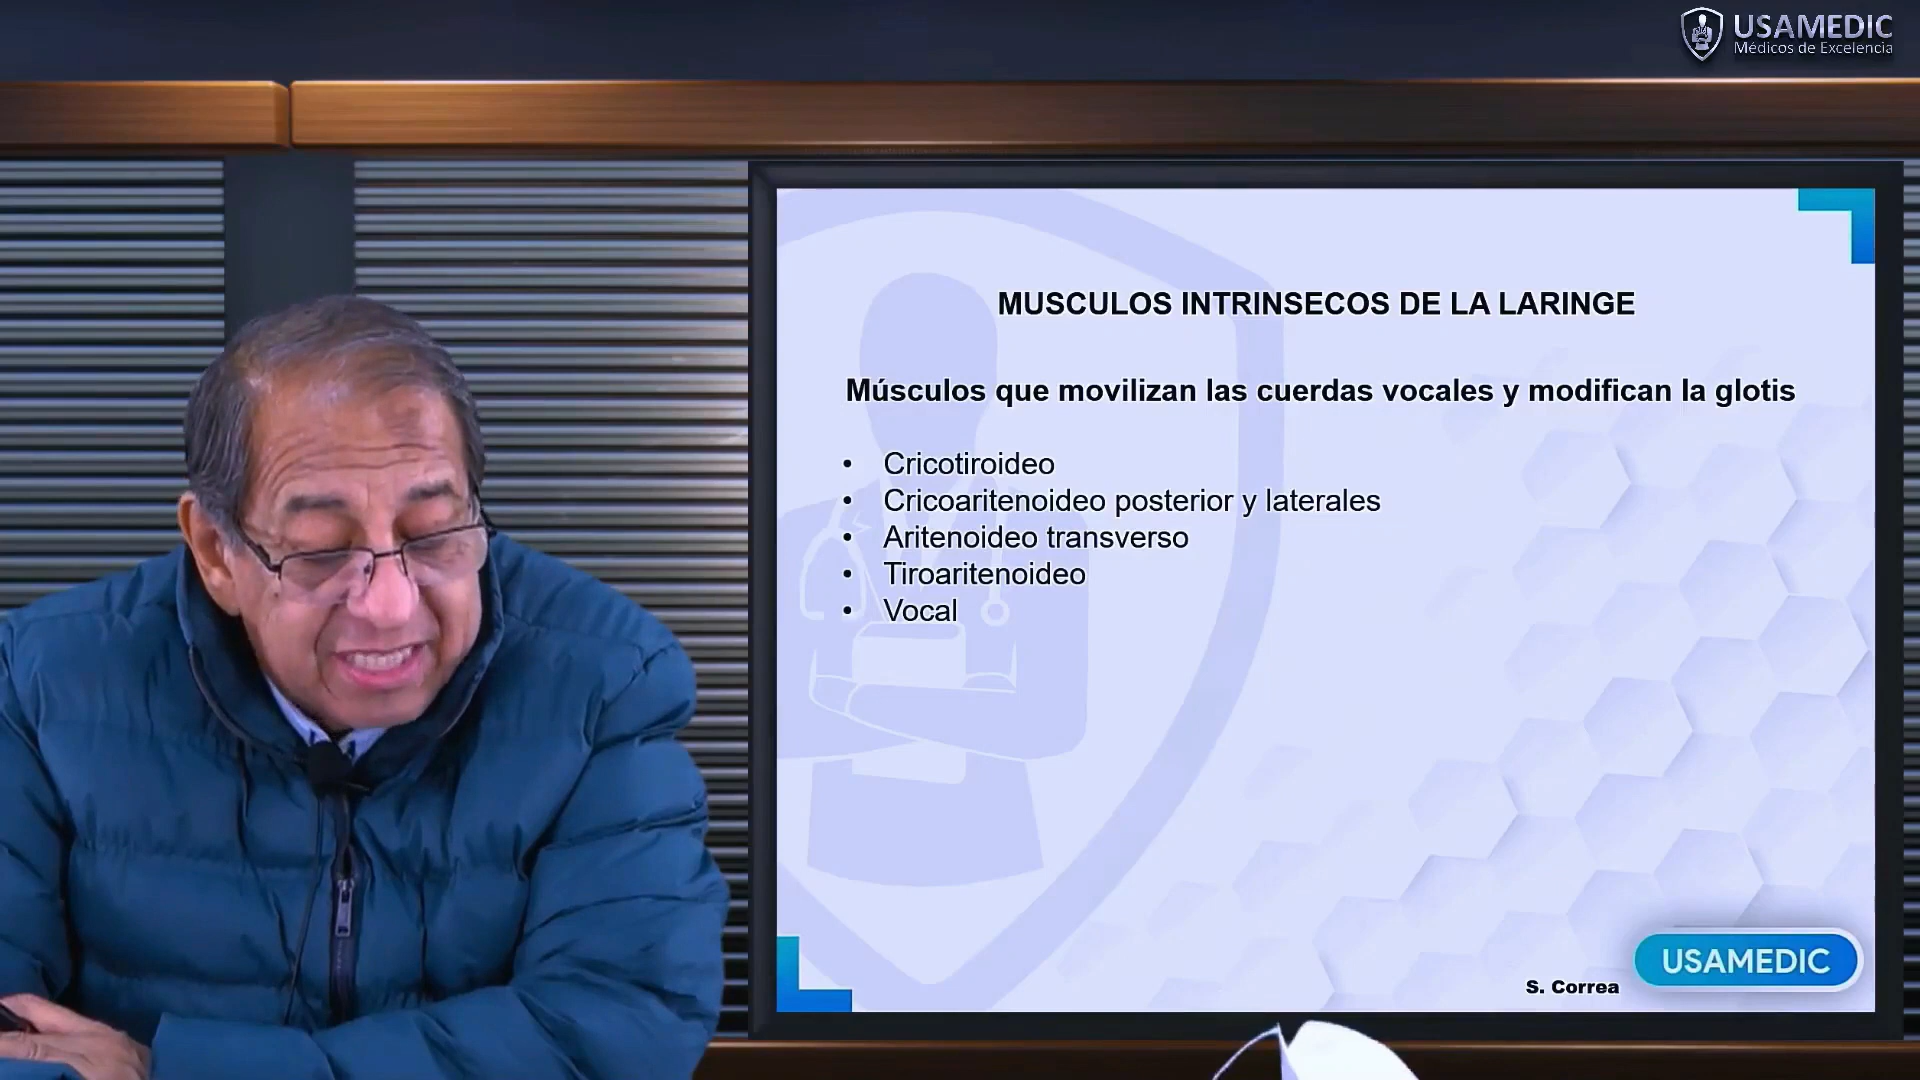 USAMEDIC
Médicos de Excelencia
MUSCULOS INTRINSECOS DE LA LARINGE
Músculos que movilizan las cuerdas vocales y modifican la glotis
• Cricotiroideo
• Cricoaritenoideo posterior y laterales
• Aritenoideo transverso
• Tiroaritenoideo
• Vocal
USAMEDIC
S. Correa